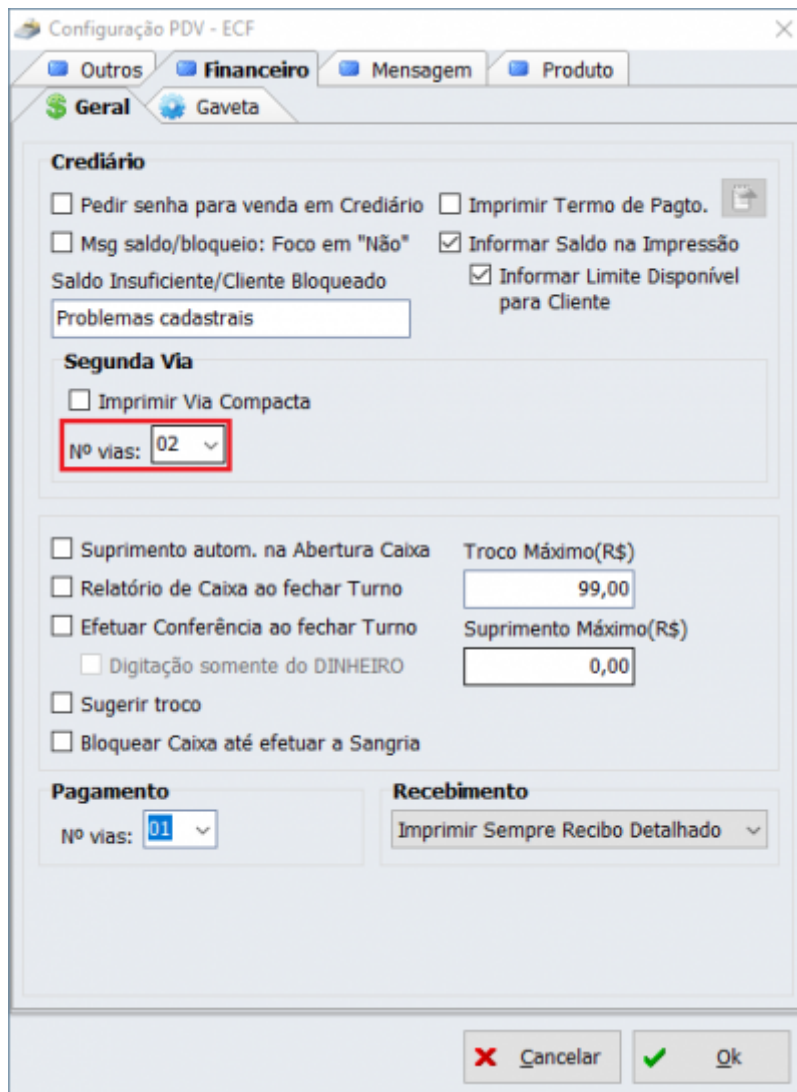 Configuração PDV - ECF
Outros Financeiro Mensagem Produto
Geral Gaveta
Crediário
Pedir senha para venda em Crediário Imprimir Termo de Pagto.
Msg saldo/bloqueio: Foco em "Não" Informar Saldo na Impressão
Saldo Insuficiente/Cliente Bloqueado Informar Limite Disponível
para Cliente
Problemas cadastrais
Segunda Via
Imprimir Via Compacta
Nº vias: 02
Suprimento autom. na Abertura Caixa Troco Máximo(R$)
Relatório de Caixa ao fechar Turno 99,00
Efetuar Conferência ao fechar Turno Suprimento Máximo(R$)
Digitação somente do DINHEIRO 0,00
Sugerir troco
Bloquear Caixa até efetuar a Sangria
Pagamento Recebimento
Nº vias: 01 Imprimir Sempre Recibo Detalhado
Cancelar Ok